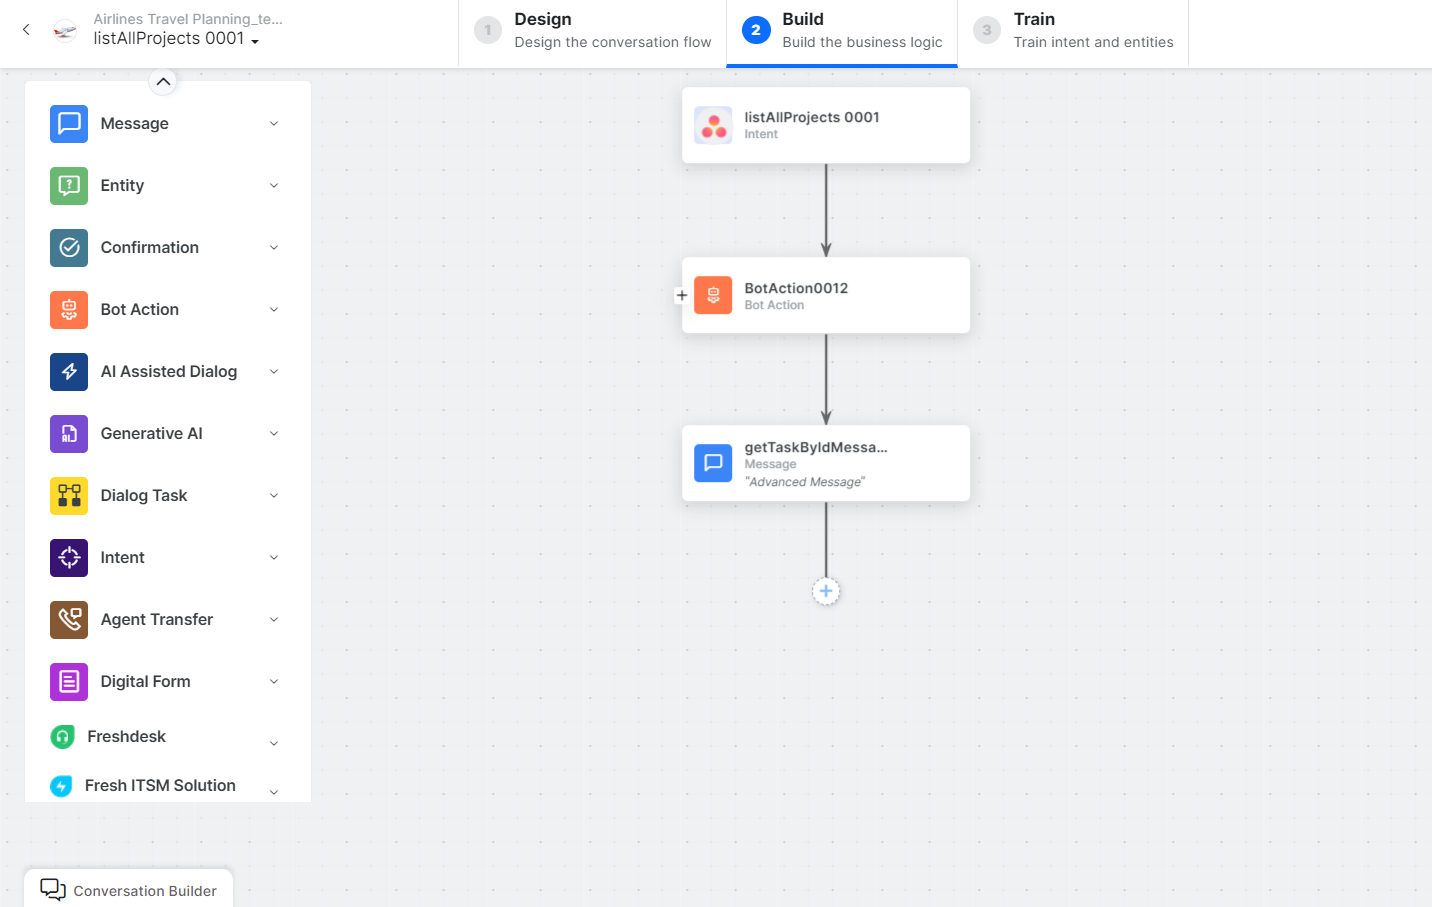 Airlines Travel Planning_te...
listAllProjects 0001
1
Design
Design the conversation flow
2
Build
Build the business logic
3
Train
Train intent and entities
Message
Entity
Confirmation
Bot Action
AI Assisted Dialog
AI
Generative AI
Dialog Task
Intent
Agent Transfer
Digital Form
Freshdesk
Fresh ITSM Solution
listAllProjects 0001
Intent
BotAction0012
Bot Action
getTaskByIdMessa...
Message
"Advanced Message"
Conversation Builder